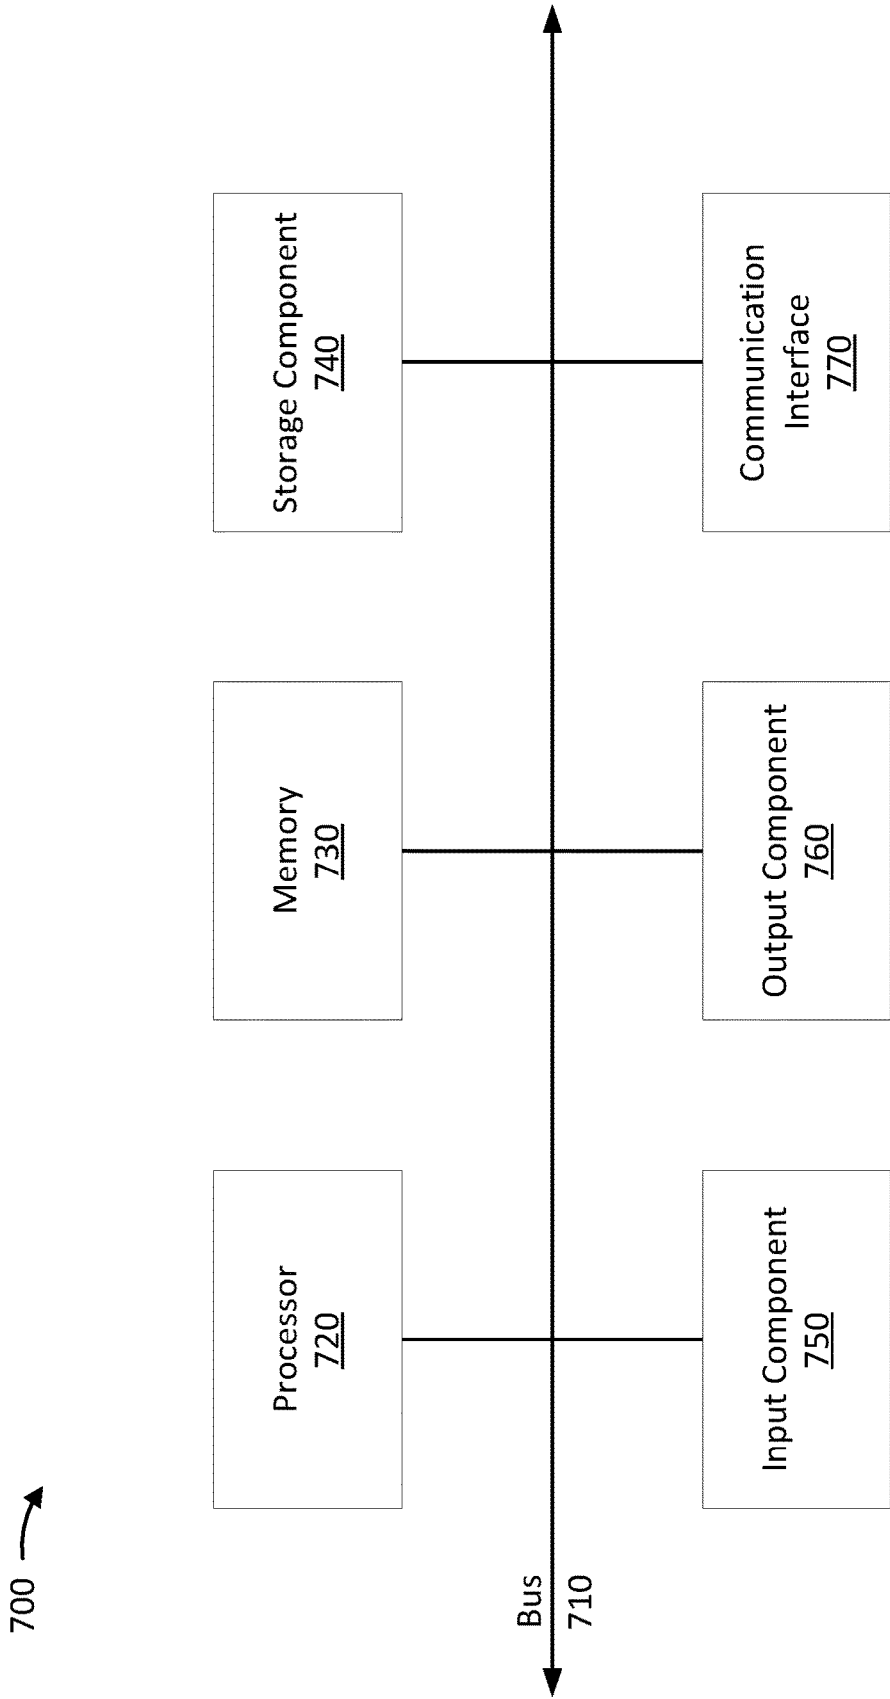 700
Processor
720
Memory
730
Storage Component
740
Bus
710
Input Component
750
Output Component
760
Communication
Interface
770